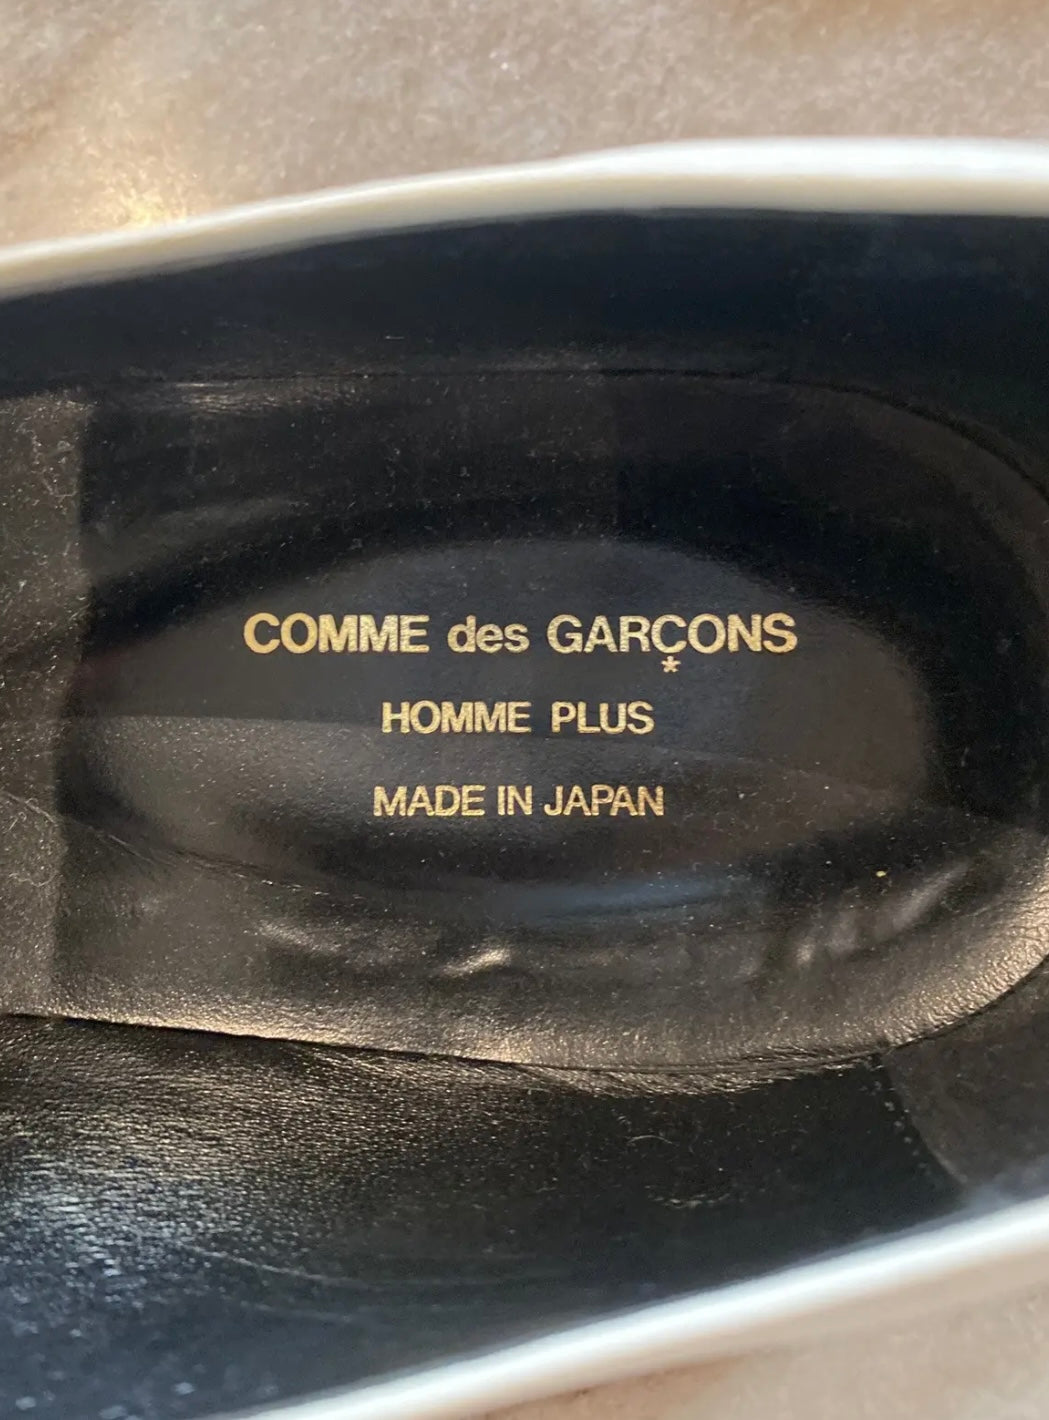 COMME des GARÇONS
*
HOMME PLUS
MADE IN JAPAN